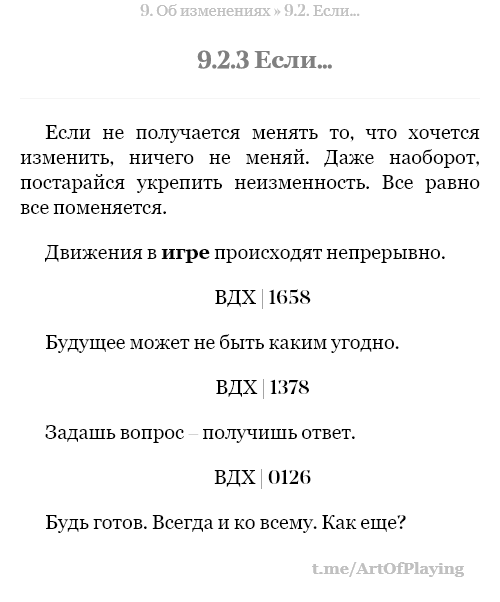 9. Об изменениях » 9.2. Если...
9.2.3 Если...
Если не получается менять то, что хочется
изменить, ничего не меняй. Даже наоборот,
постарайся укрепить неизменность. Все равно
все поменяется.
Движения в игре происходят непрерывно.
ВДХ | 1658
Будущее может не быть каким угодно.
ВДХ | 1378
Задашь вопрос – получишь ответ.
ВДХ | 0126
Будь готов. Всегда и ко всему. Как еще?
t.me/ArtOfPlaying